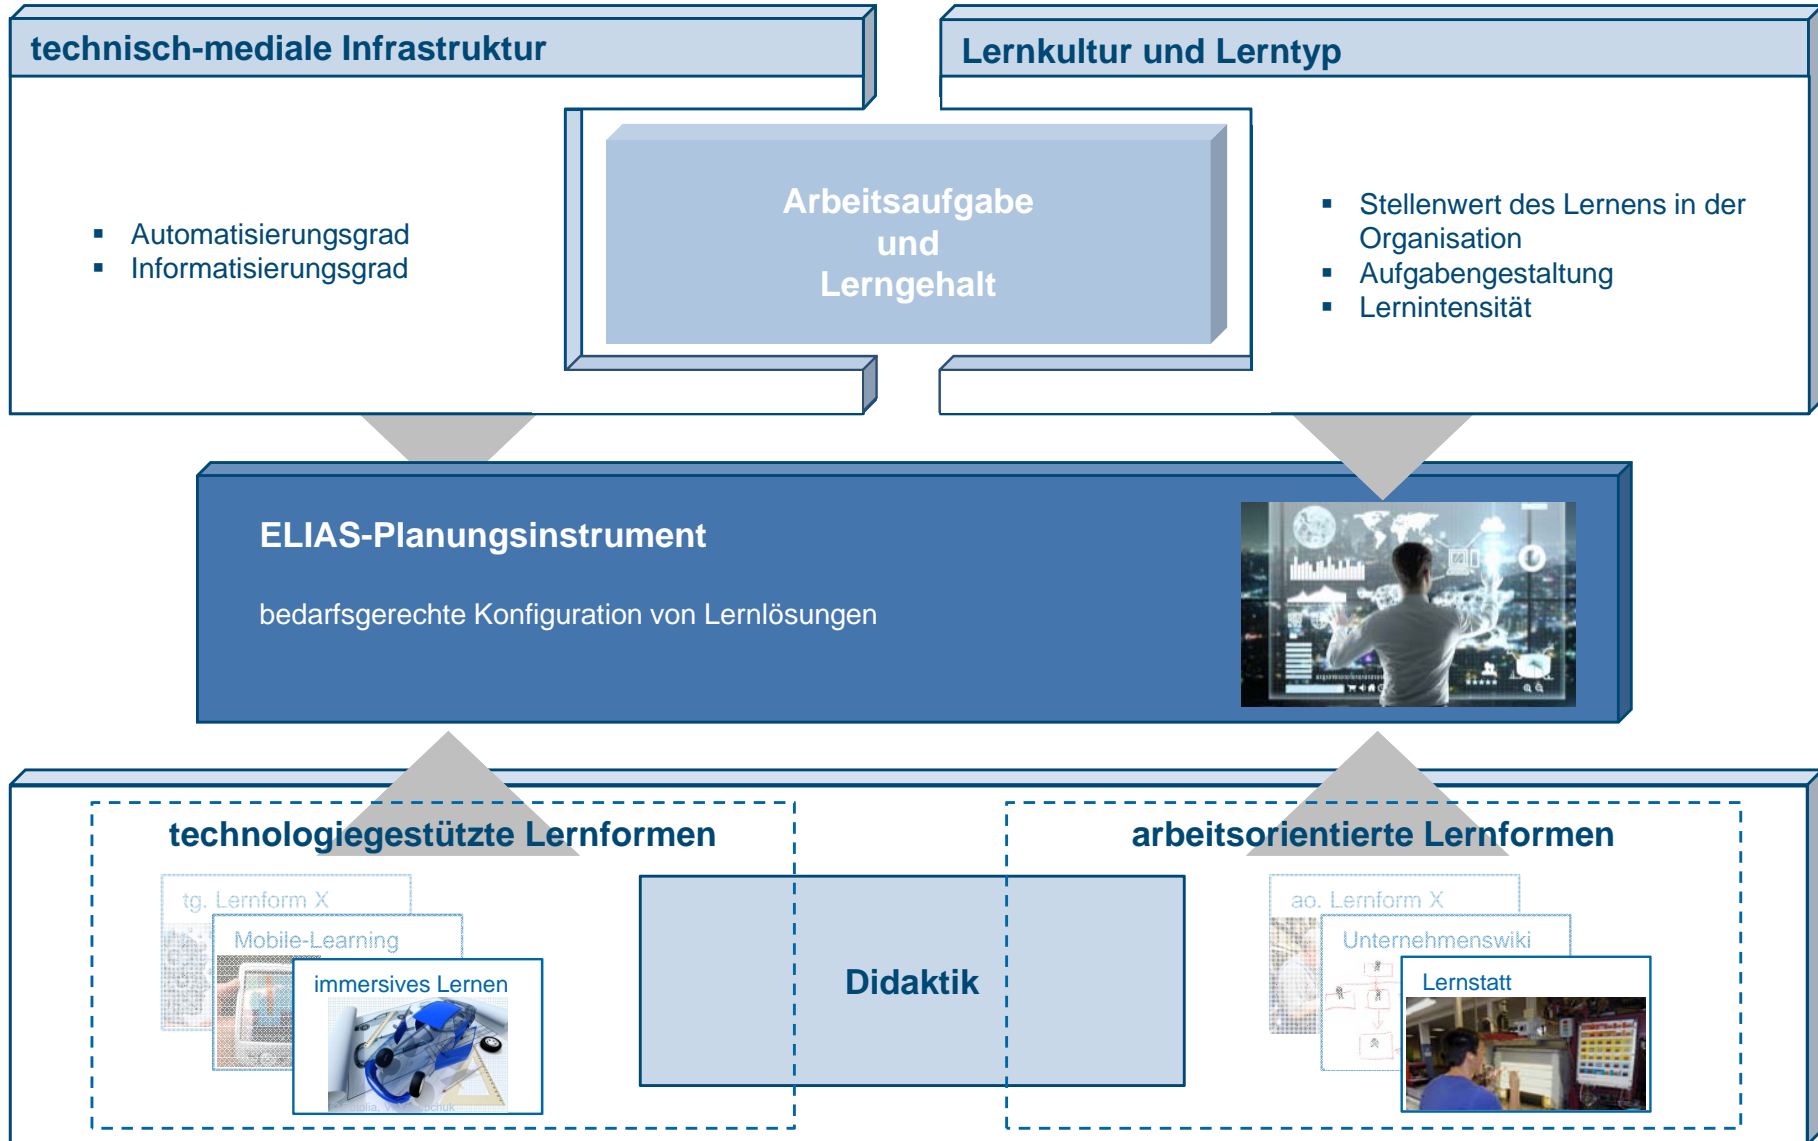 technisch-mediale Infrastruktur
Lernkultur und Lerntyp
Automatisierungsgrad
Informatisierungsgrad
Arbeitsaufgabe
und
Lerngehalt
Stellenwert des Lernens in der
Organisation
Aufgabengestaltung
Lernintensität
ELIAS-Planungsinstrument
bedarfsgerechte Konfiguration von Lernlösungen
technologiegestützte Lernformen
tg. Lernform X
Mobile-Learning
immersives Lernen
Didaktik
arbeitsorientierte Lernformen
ao. Lernform X
Unternehmenswiki
Lernstatt